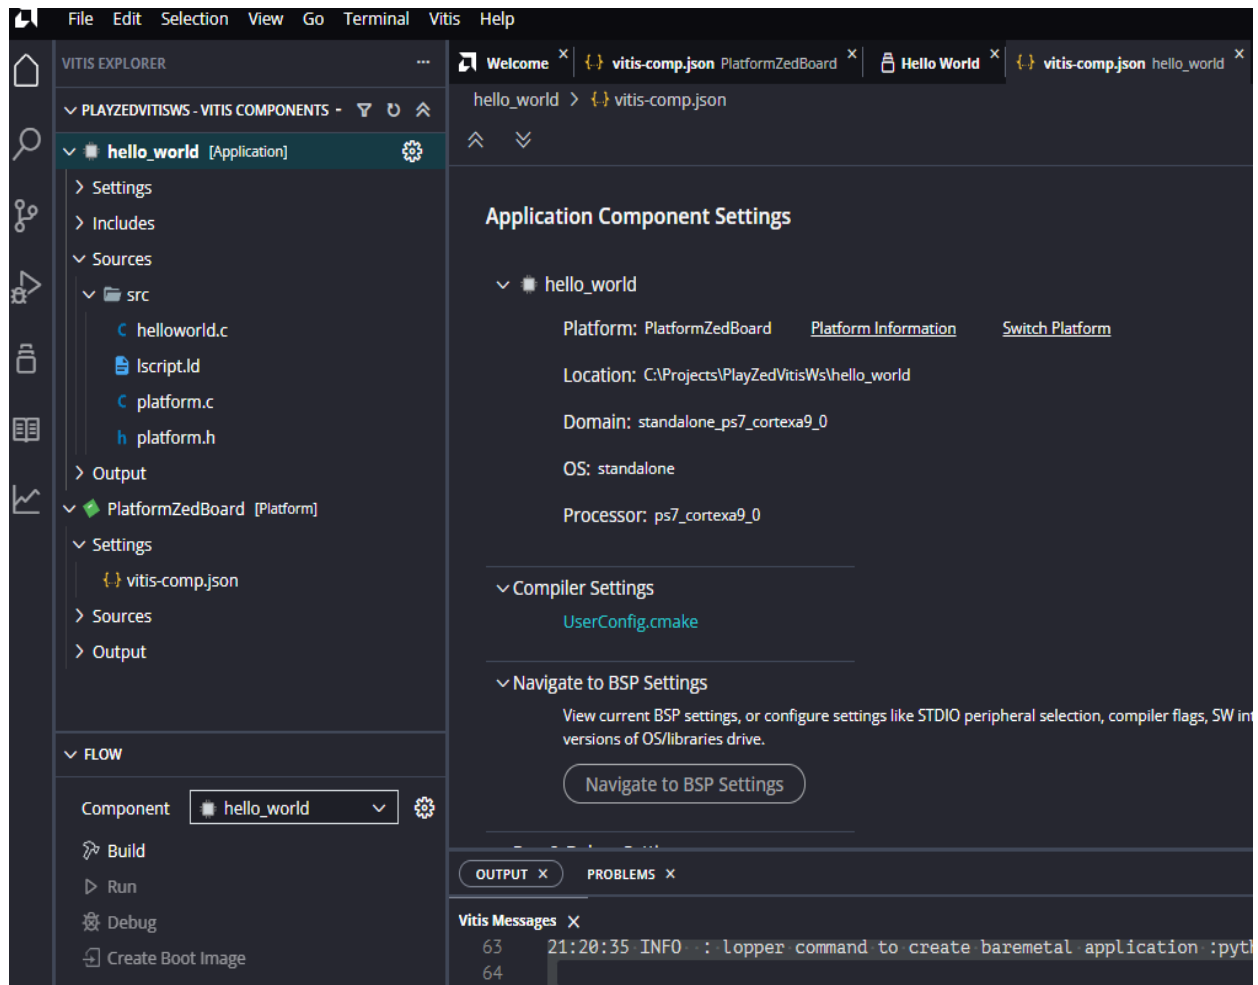 File Edit Selection View Go Terminal Vitis Help
VITIS EXPLORER
PLAYZEDVITISWS - VITIS COMPONENTS -
hello_world [Application]
Settings
Includes
Sources
src
helloworld.c
lscript.ld
platform.c
platform.h
Output
PlatformZedBoard [Platform]
Settings
vitis-comp.json
Sources
Output
FLOW
Component hello_world
Build
Run
Debug
Create Boot Image
Welcome vitis-comp.json PlatformZedBoard Hello World vitis-comp.json hello_world
hello_world > {..} vitis-comp.json
Application Component Settings
hello_world
Platform: PlatformZedBoard Platform Information Switch Platform
Location: C:\Projects\PlayZedVitisWs\hello_world
Domain: standalone_ps7_cortexa9_0
OS: standalone
Processor: ps7_cortexa9_0
Compiler Settings
UserConfig.cmake
Navigate to BSP Settings
View current BSP settings, or configure settings like STDIO peripheral selection, compiler flags, SW int
versions of OS/libraries drive.
Navigate to BSP Settings
OUTPUT PROBLEMS
Vitis Messages
63 21:20:35 INFO : lopper command to create baremetal application :pyth
64